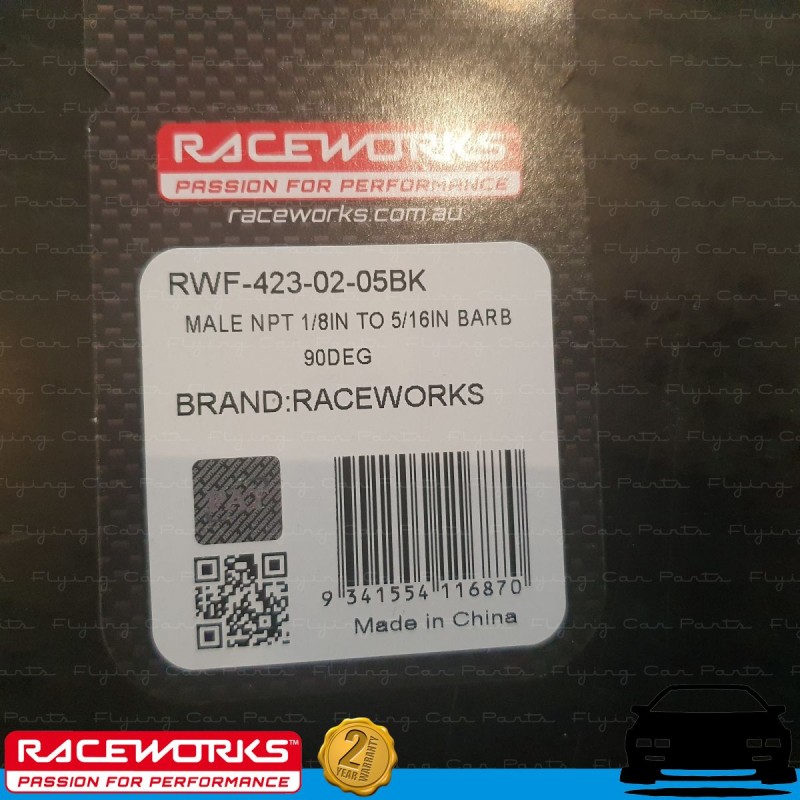 RACEWORKS
PASSION FOR PERFORMANCE
raceworks.com.au
RWF-423-02-05BK
MALE NPT 1/8IN TO 5/16IN BARB
90DEG
BRAND:RACEWORKS
9 341554 116870
Made in China
Flying Car Parts
RACEWORKS™
PASSION FOR PERFORMANCE
2
YEAR WARRANTY